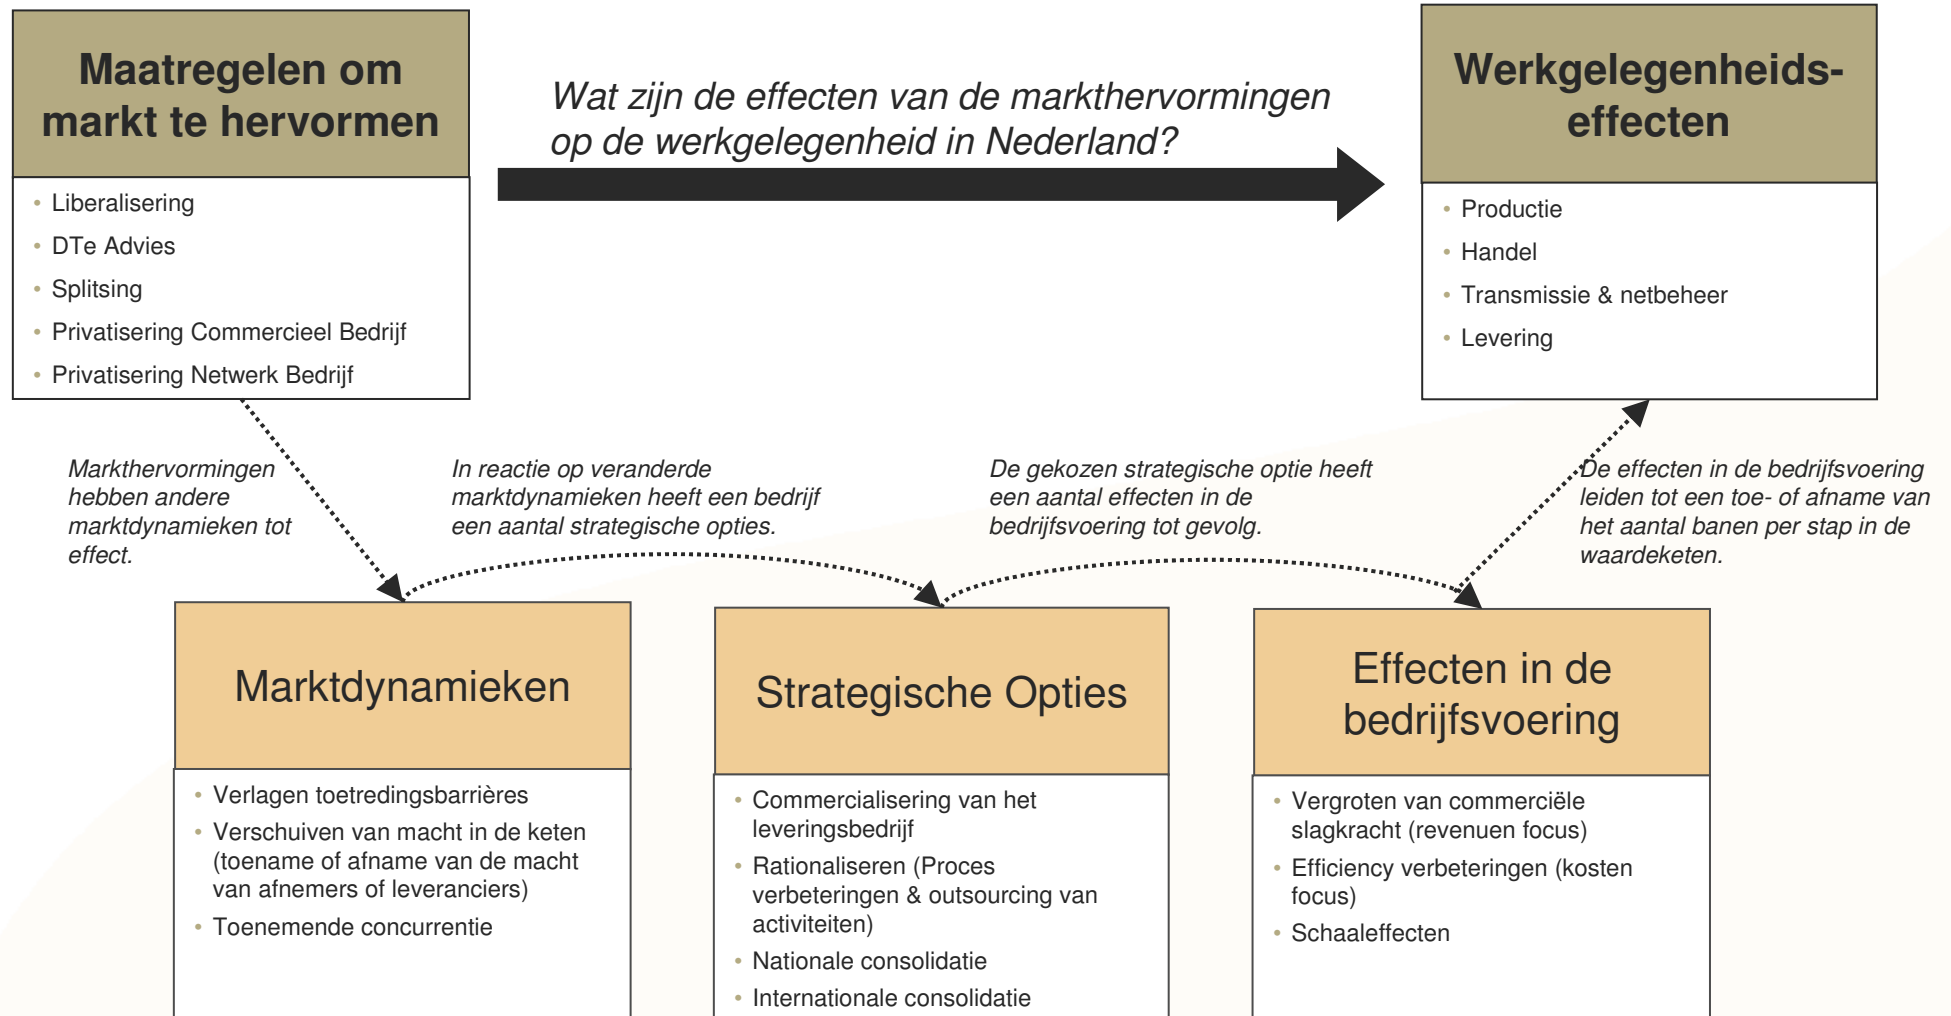 Maatregelen om
markt te hervormen
• Liberalisering
• DTe Advies
• Splitsing
• Privatisering Commercieel Bedrijf
• Privatisering Netwerk Bedrijf
Wat zijn de effecten van de markthervormingen
op de werkgelegenheid in Nederland?
Werkgelegenheids-
effecten
• Productie
• Handel
• Transmissie & netbeheer
• Levering
Markthervormingen
hebben andere
marktdynamieken tot
effect.
In reactie op veranderde
marktdynamieken heeft een bedrijf
een aantal strategische opties.
De gekozen strategische optie heeft
een aantal effecten in de
bedrijfsvoering tot gevolg.
De effecten in de bedrijfsvoering
leiden tot een toe- of afname van
het aantal banen per stap in de
waardeketen.
Marktdynamieken
• Verlagen toetredingsbarrières
• Verschuiven van macht in de keten
(toename of afname van de macht
van afnemers of leveranciers)
• Toenemende concurrentie
Strategische Opties
• Commercialisering van het
leveringsbedrijf
• Rationaliseren (Proces
verbeteringen & outsourcing van
activiteiten)
• Nationale consolidatie
• Internationale consolidatie
Effecten in de
bedrijfsvoering
• Vergroten van commerciële
slagkracht (revenuen focus)
• Efficiency verbeteringen (kosten
focus)
• Schaaleffecten